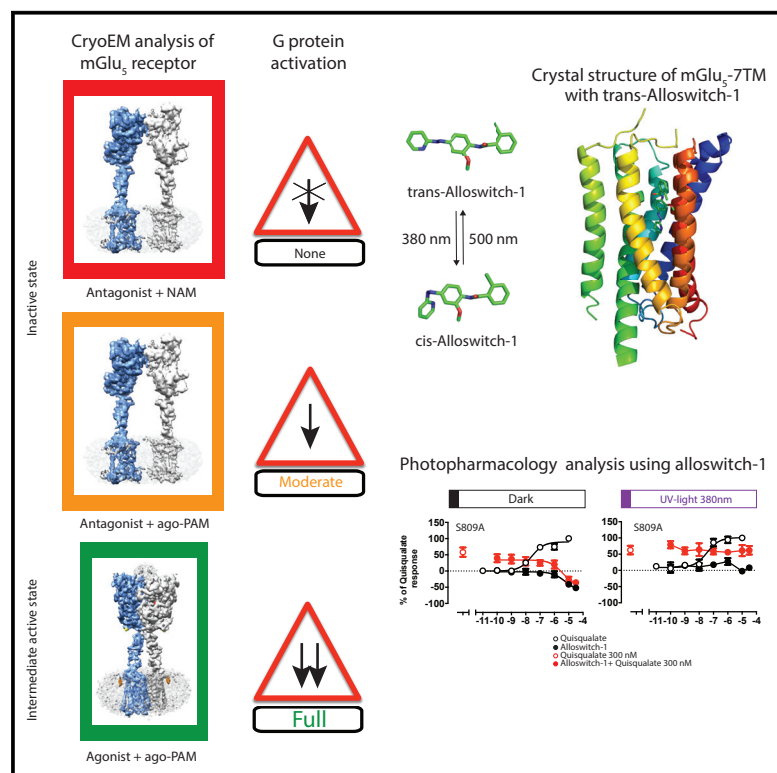 CryoEM analysis of
mGlu₅ receptor
G protein
activation
Inactive state
Antagonist + NAM
None
Antagonist + ago-PAM
Moderate
Intermediate active state
Agonist + ago-PAM
Full
trans-Alloswitch-1
380 nm
500 nm
cis-Alloswitch-1
Crystal structure of mGlu₅-7TM
with trans-Alloswitch-1
Photopharmacology analysis using alloswitch-1
Dark
UV-light 380nm
% of Quisqualate
response
S809A
150
100
50
0
-50
-100
-11 -10 -9 -8 -7 -6 -5 -4
S809A
150
100
50
0
-50
-100
-11 -10 -9 -8 -7 -6 -5 -4
Quisqualate
Alloswitch-1
Quisqualate 300 nM
Alloswitch-1+ Quisqualate 300 nM